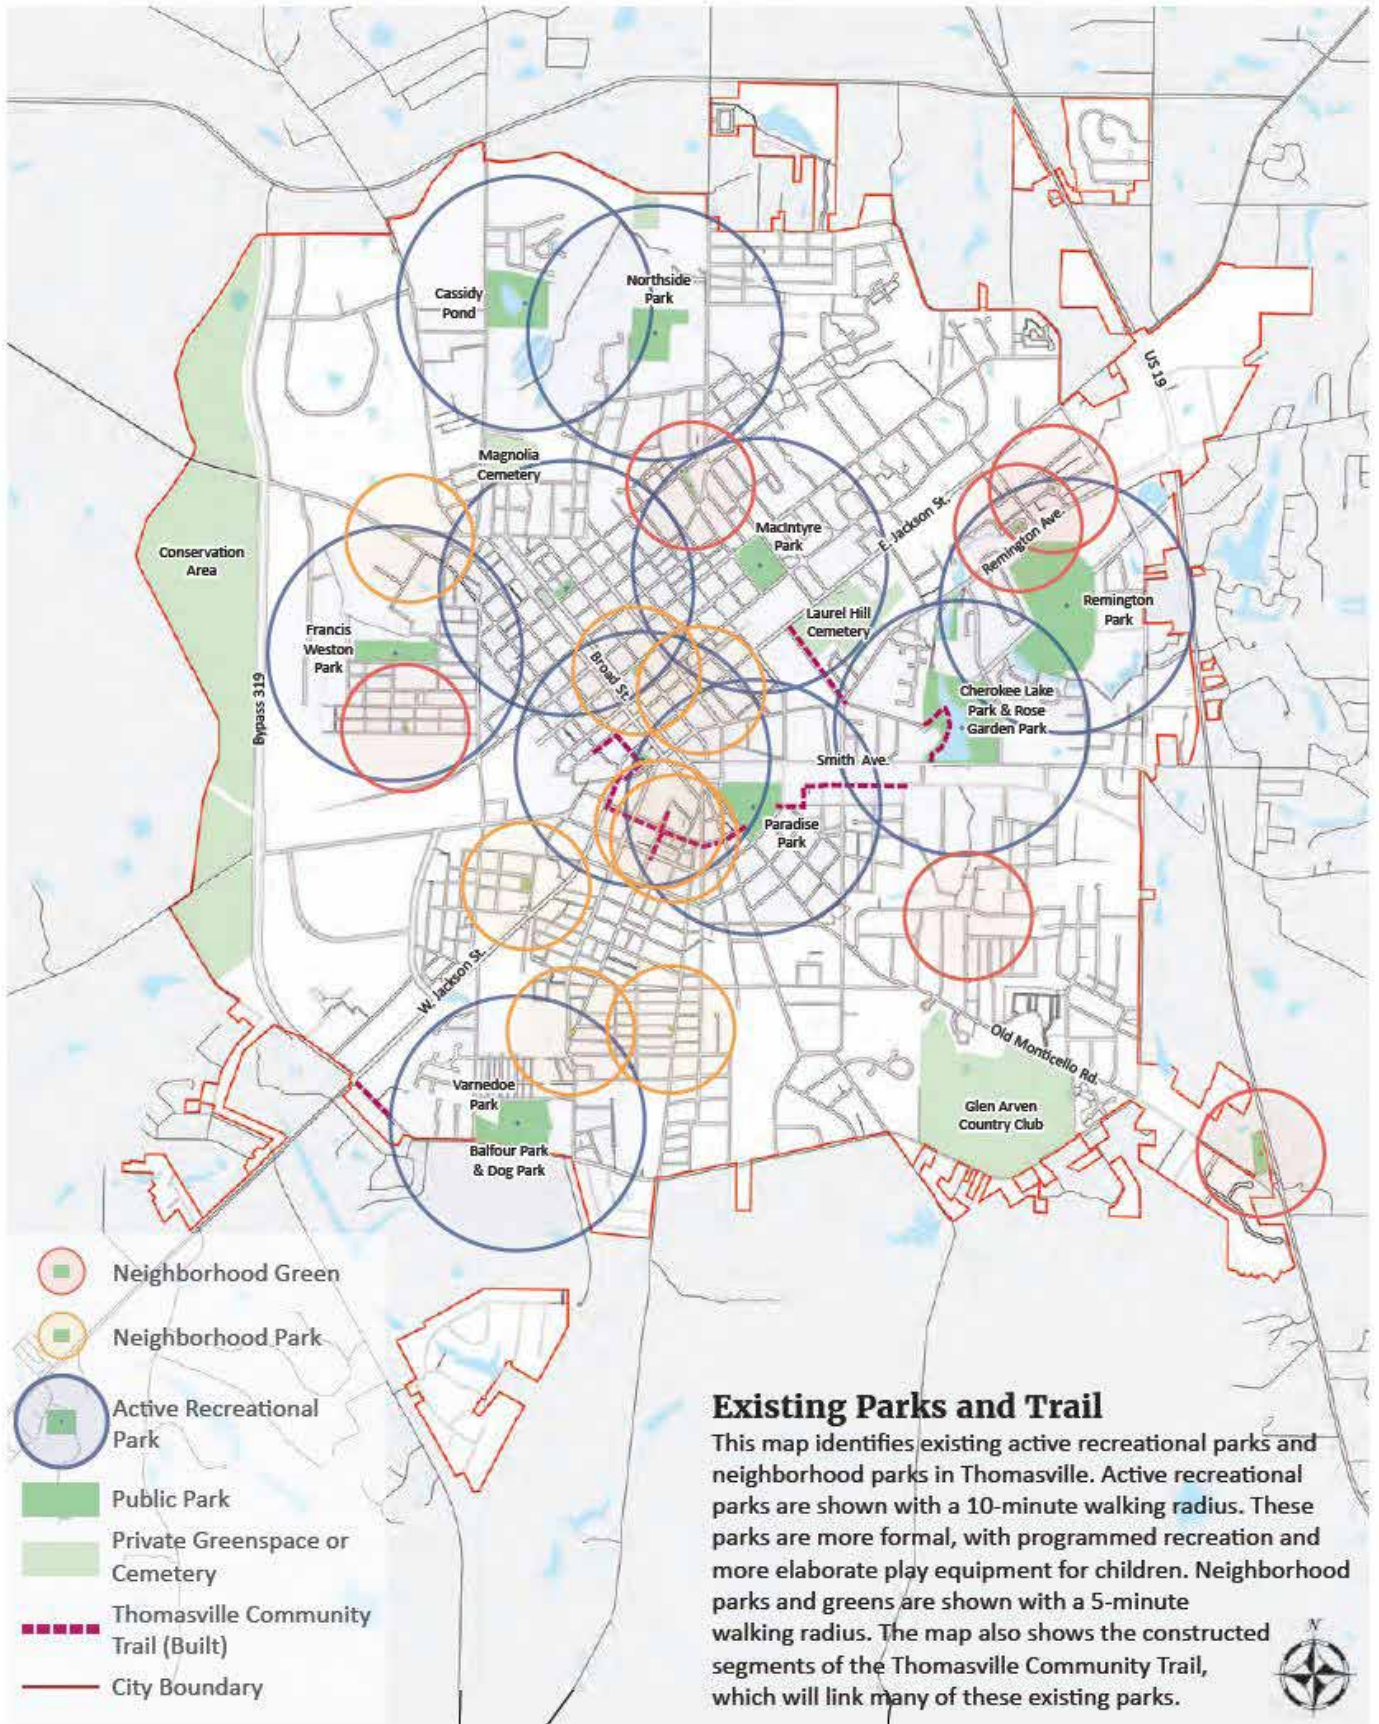 Cassidy
Pond
Northside
Park
US 19
Magnolia
Cemetery
MacIntyre
Park
E. Jackson St.
Remington Ave.
Conservation
Area
Remington
Park
Laurel Hill
Cemetery
Francis
Weston
Park
Broad St.
Bypass 319
Cherokee Lake
Park & Rose
Garden Park
Smith Ave.
Paradise
Park
W. Jackson St.
Old Monticello Rd.
Varnedoe
Park
Glen Arven
Country Club
Balfour Park
& Dog Park
Neighborhood Green
Neighborhood Park
Active Recreational
Park
Public Park
Private Greenspace or
Cemetery
Thomasville Community
Trail (Built)
City Boundary
Existing Parks and Trail
This map identifies existing active recreational parks and
neighborhood parks in Thomasville. Active recreational
parks are shown with a 10-minute walking radius. These
parks are more formal, with programmed recreation and
more elaborate play equipment for children. Neighborhood
parks and greens are shown with a 5-minute
walking radius. The map also shows the constructed
segments of the Thomasville Community Trail,
which will link many of these existing parks.
N